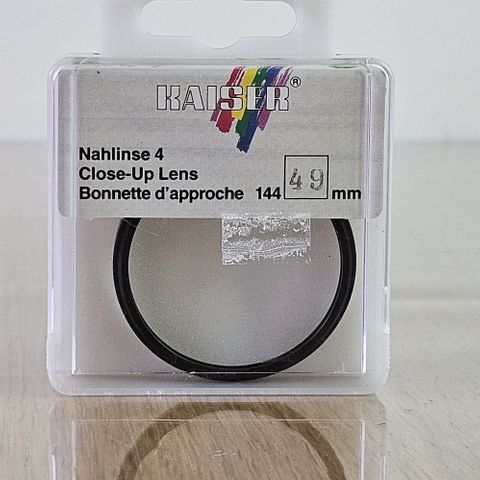 KAISER®
Nahlinse 4
Close-Up Lens
Bonnette d'approche 144 49 mm